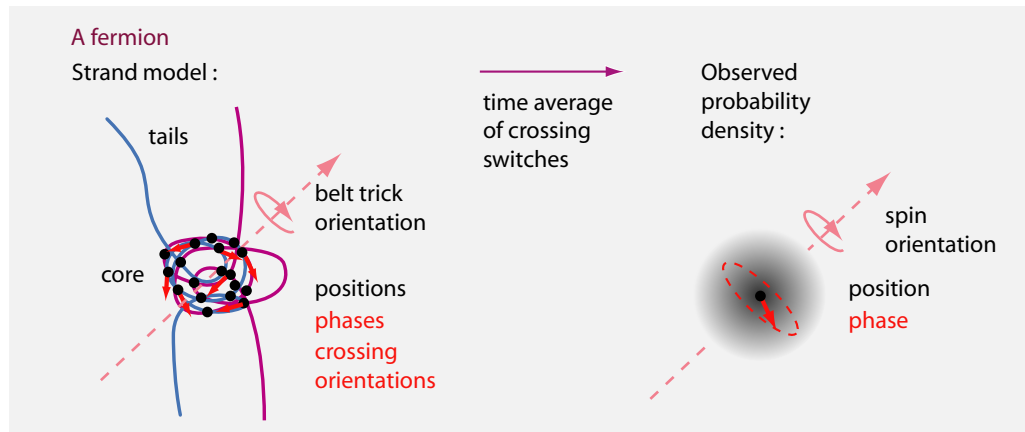 A fermion
Strand model :
tails
belt trick
orientation
core
positions
phases
crossing
orientations
time average
of crossing
switches
Observed
probability
density :
spin
orientation
position
phase